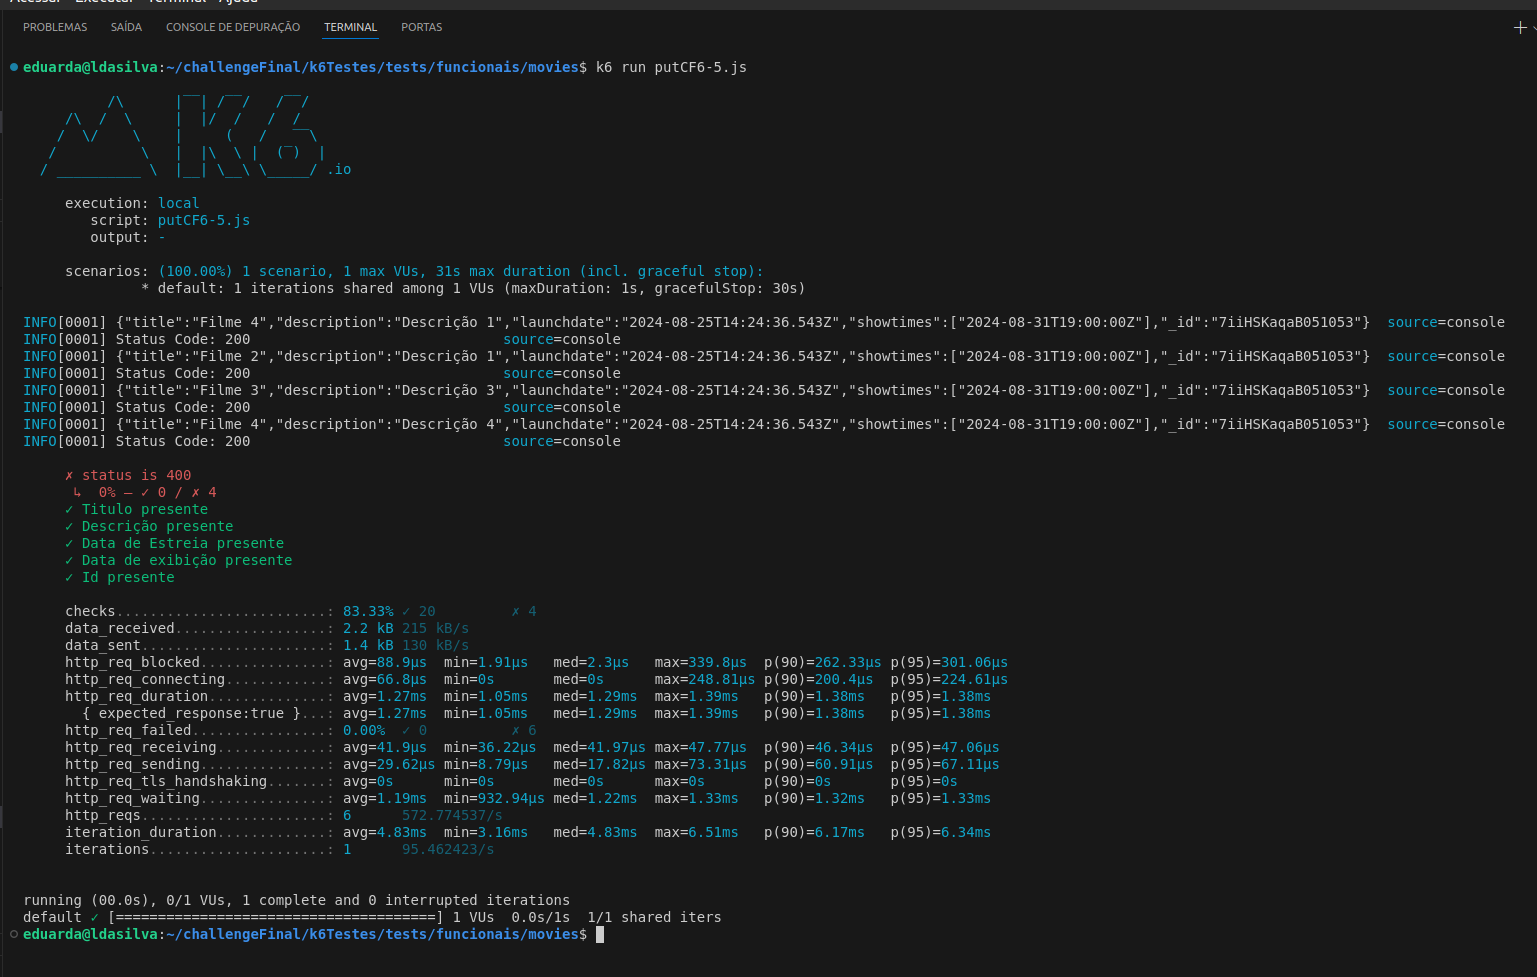 Acessar Executar Terminal Ajuda
PROBLEMAS SAÍDA CONSOLE DE DEPURAÇÃO TERMINAL PORTAS
eduarda@ldasilva:~/challengeFinal/k6Testes/tests/funcionais/movies$ k6 run putCF6-5.js
K6 .io
execution: local
script: putCF6-5.js
output: -
scenarios: (100.00%) 1 scenario, 1 max VUs, 31s max duration (incl. graceful stop):
* default: 1 iterations shared among 1 VUs (maxDuration: 1s, gracefulStop: 30s)
INFO[0001] {"title":"Filme 4","description":"Descrição 1","launchdate":"2024-08-25T14:24:36.543Z","showtimes":["2024-08-31T19:00:00Z"],"_id":"7iiHSKaqaB051053"} source=console
INFO[0001] Status Code: 200 source=console
INFO[0001] {"title":"Filme 2","description":"Descrição 1","launchdate":"2024-08-25T14:24:36.543Z","showtimes":["2024-08-31T19:00:00Z"],"_id":"7iiHSKaqaB051053"} source=console
INFO[0001] Status Code: 200 source=console
INFO[0001] {"title":"Filme 3","description":"Descrição 3","launchdate":"2024-08-25T14:24:36.543Z","showtimes":["2024-08-31T19:00:00Z"],"_id":"7iiHSKaqaB051053"} source=console
INFO[0001] Status Code: 200 source=console
INFO[0001] {"title":"Filme 4","description":"Descrição 4","launchdate":"2024-08-25T14:24:36.543Z","showtimes":["2024-08-31T19:00:00Z"],"_id":"7iiHSKaqaB051053"} source=console
INFO[0001] Status Code: 200 source=console
✗ status is 400
↳ 0% — ✓ 0 / ✗ 4
✓ Titulo presente
✓ Descrição presente
✓ Data de Estreia presente
✓ Data de exibição presente
✓ Id presente
checks.........................: 83.33% ✓ 20 ✗ 4
data_received..................: 2.2 kB 215 kB/s
data_sent......................: 1.4 kB 130 kB/s
http_req_blocked...............: avg=88.9µs min=1.91µs med=2.3µs max=339.8µs p(90)=262.33µs p(95)=301.06µs
http_req_connecting............: avg=66.8µs min=0s med=0s max=248.81µs p(90)=200.4µs p(95)=224.61µs
http_req_duration..............: avg=1.27ms min=1.05ms med=1.29ms max=1.39ms p(90)=1.38ms p(95)=1.38ms
{ expected_response:true }...: avg=1.27ms min=1.05ms med=1.29ms max=1.39ms p(90)=1.38ms p(95)=1.38ms
http_req_failed................: 0.00% ✓ 0 ✗ 6
http_req_receiving.............: avg=41.9µs min=36.22µs med=41.97µs max=47.77µs p(90)=46.34µs p(95)=47.06µs
http_req_sending...............: avg=29.62µs min=8.79µs med=17.82µs max=73.31µs p(90)=60.91µs p(95)=67.11µs
http_req_tls_handshaking.......: avg=0s min=0s med=0s max=0s p(90)=0s p(95)=0s
http_req_waiting...............: avg=1.19ms min=932.94µs med=1.22ms max=1.33ms p(90)=1.32ms p(95)=1.33ms
http_reqs......................: 6 572.774537/s
iteration_duration.............: avg=4.83ms min=3.16ms med=4.83ms max=6.51ms p(90)=6.17ms p(95)=6.34ms
iterations.....................: 1 95.462423/s
running (00.0s), 0/1 VUs, 1 complete and 0 interrupted iterations
default ✓ [======================================] 1 VUs 0.0s/1s 1/1 shared iters
eduarda@ldasilva:~/challengeFinal/k6Testes/tests/funcionais/movies$